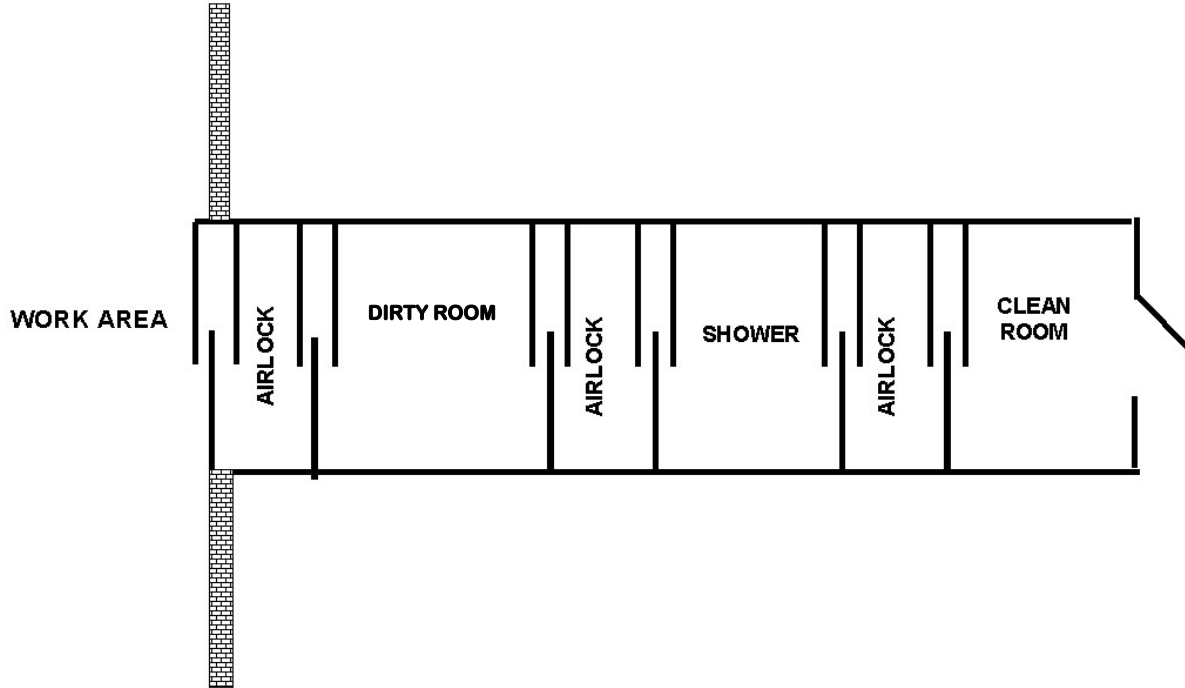 WORK AREA
AIRLOCK
DIRTY ROOM
AIRLOCK
SHOWER
AIRLOCK
CLEAN
ROOM